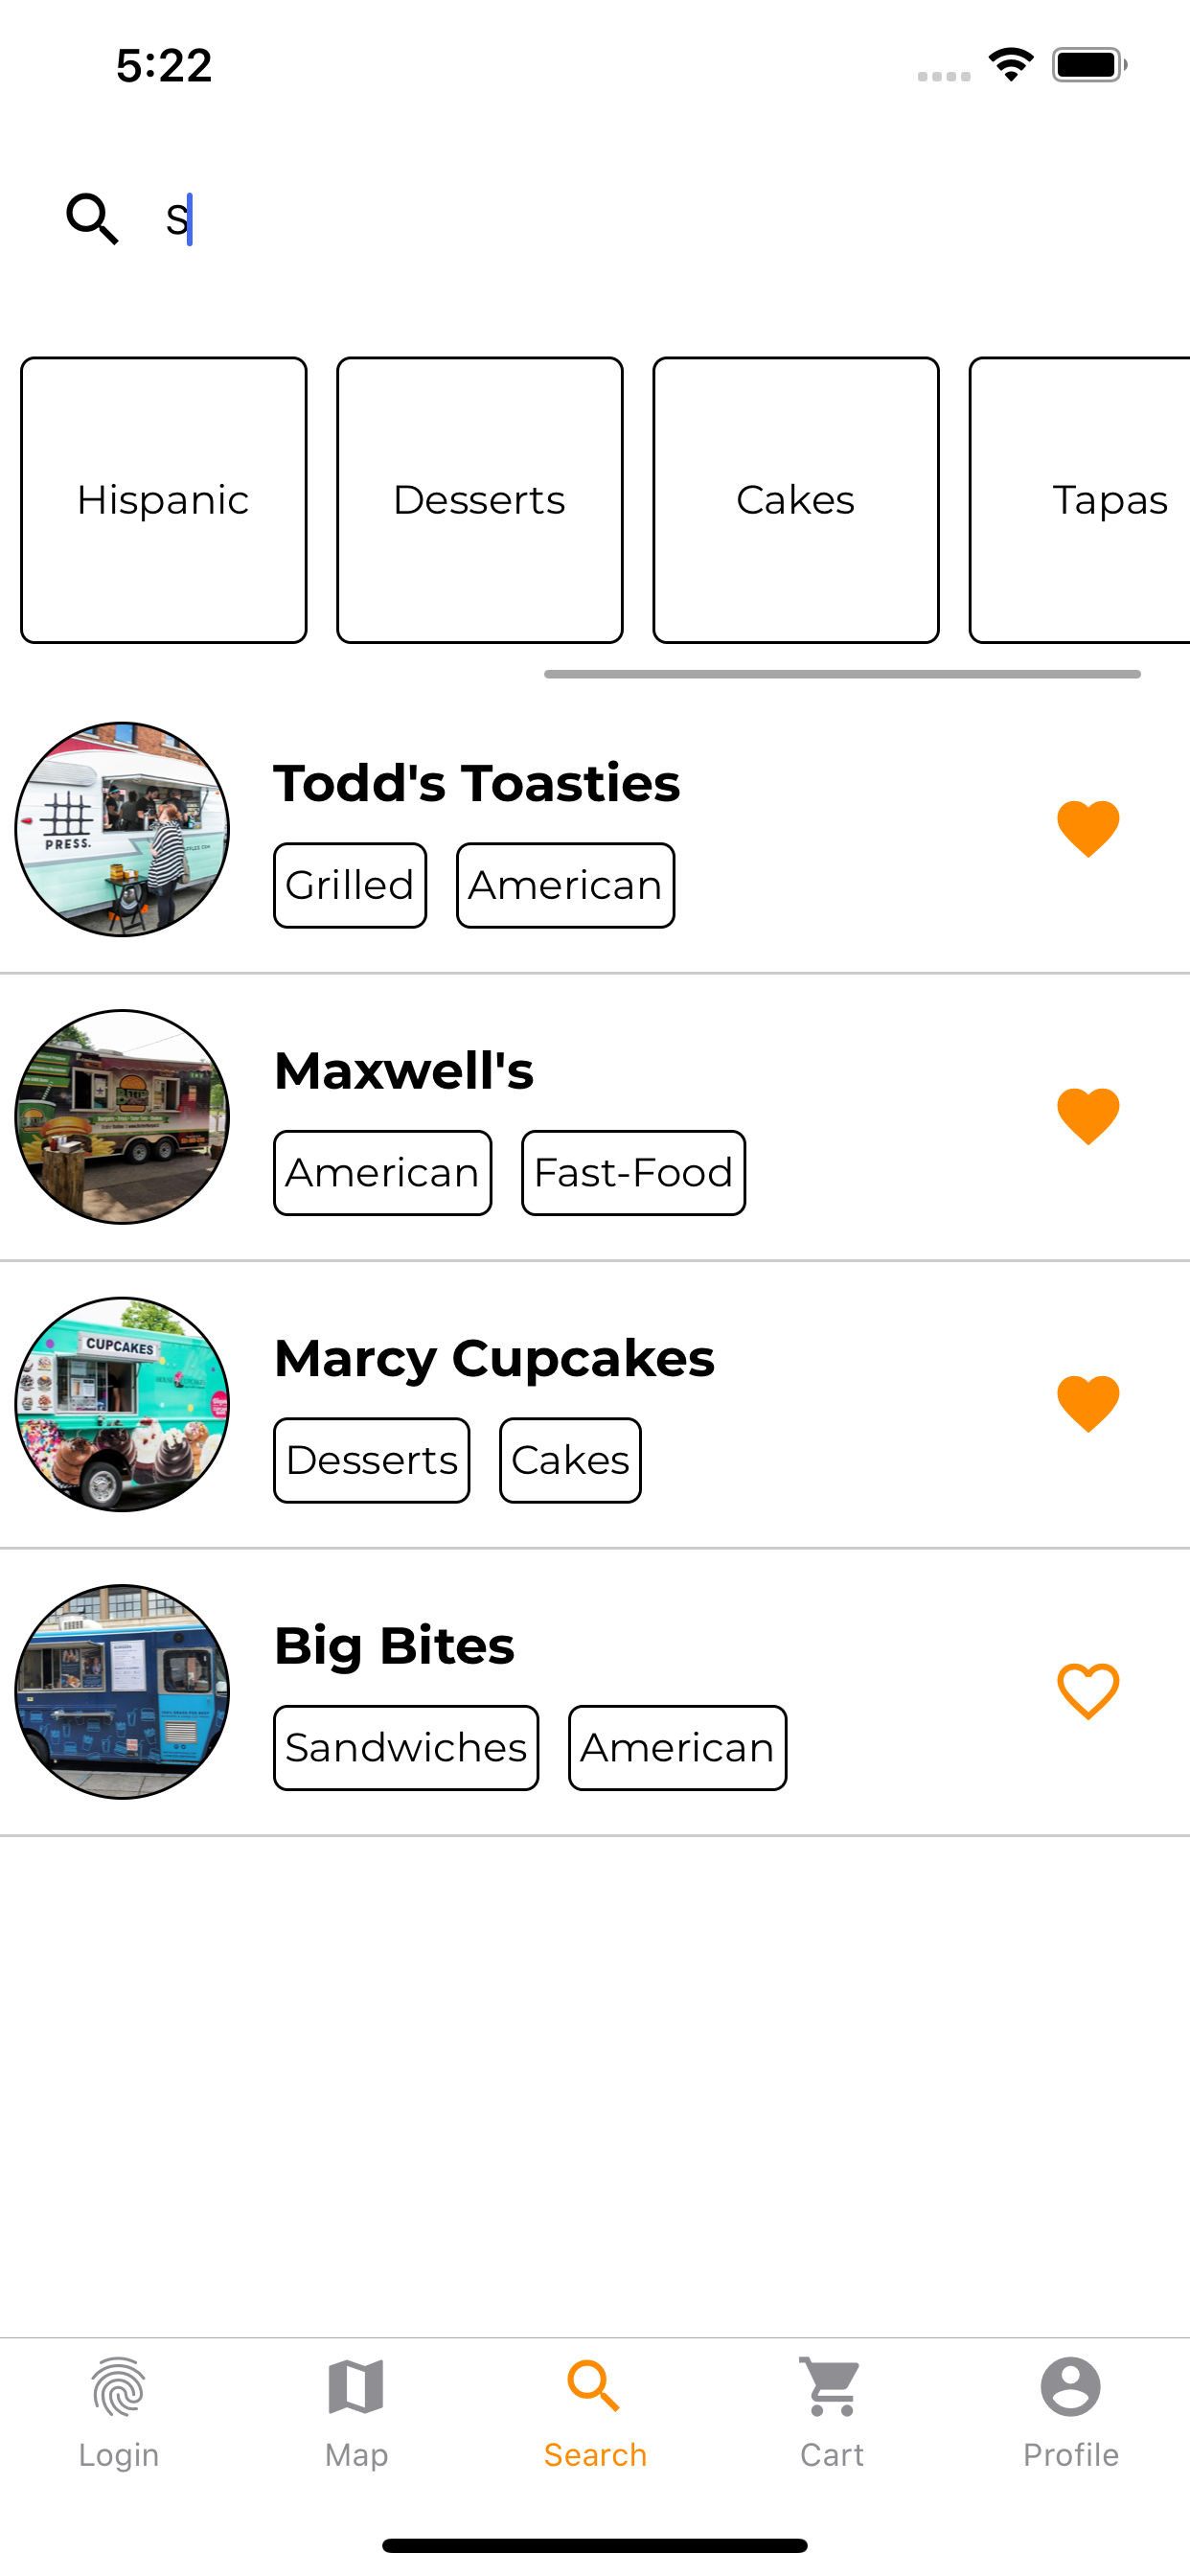 5:22
S
Hispanic Desserts Cakes Tapas
PRESS.
Todd's Toasties
Grilled American
Maxwell's
American Fast-Food
CUPCAKES
Marcy Cupcakes
Desserts Cakes
Big Bites
Sandwiches American
Login Map Search Cart Profile